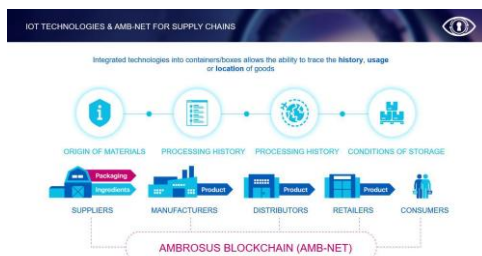 IOT TECHNOLOGIES & AMB-NET FOR SUPPLY CHAINS
Integrated technologies into containers/boxes allows the ability to trace the history, usage
or location of goods
ORIGIN OF MATERIALS
PROCESSING HISTORY
PROCESSING HISTORY
CONDITIONS OF STORAGE
Packaging
Ingredients
Product
Product
Product
SUPPLIERS
MANUFACTURERS
DISTRIBUTORS
RETAILERS
CONSUMERS
AMBROSUS BLOCKCHAIN (AMB-NET)